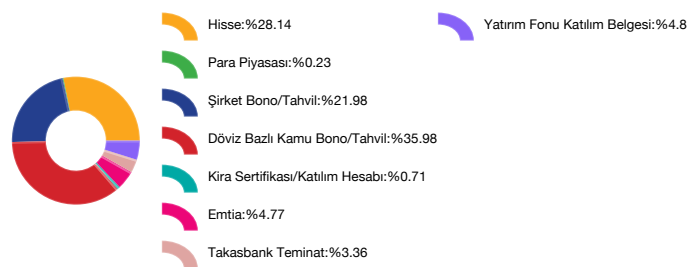 Hisse:%28.14
Para Piyasası:%0.23
Şirket Bono/Tahvil:%21.98
Döviz Bazlı Kamu Bono/Tahvil:%35.98
Kira Sertifikası/Katılım Hesabı:%0.71
Emtia:%4.77
Takasbank Teminat:%3.36
Yatırım Fonu Katılım Belgesi:%4.8